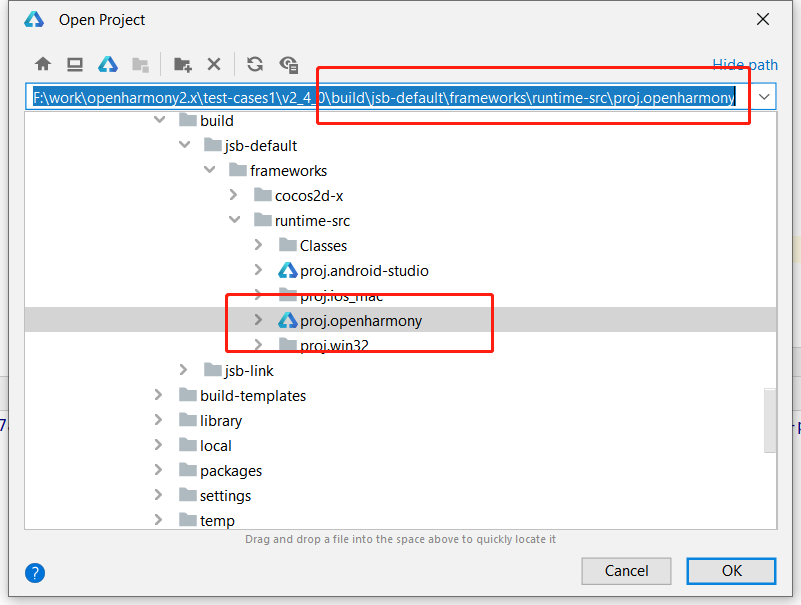 Open Project
Hide path
F:\work\openharmony2.x\test-cases1\v2_4_0\build\jsb-default\frameworks\runtime-src\proj.openharmony
build
jsb-default
frameworks
cocos2d-x
runtime-src
Classes
proj.android-studio
proj.ios_mac
proj.openharmony
proj.win32
jsb-link
build-templates
library
local
packages
settings
temp
Drag and drop a file into the space above to quickly locate it
?
Cancel
OK